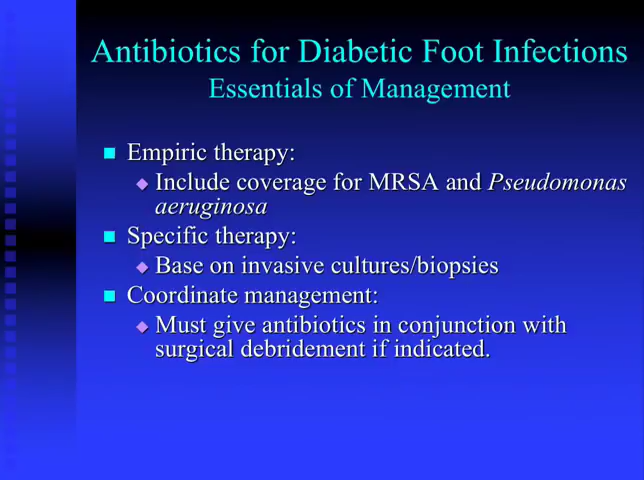 Antibiotics for Diabetic Foot Infections
Essentials of Management
Empiric therapy:
Include coverage for MRSA and Pseudomonas
aeruginosa
Specific therapy:
Base on invasive cultures/biopsies
Coordinate management:
Must give antibiotics in conjunction with
surgical debridement if indicated.